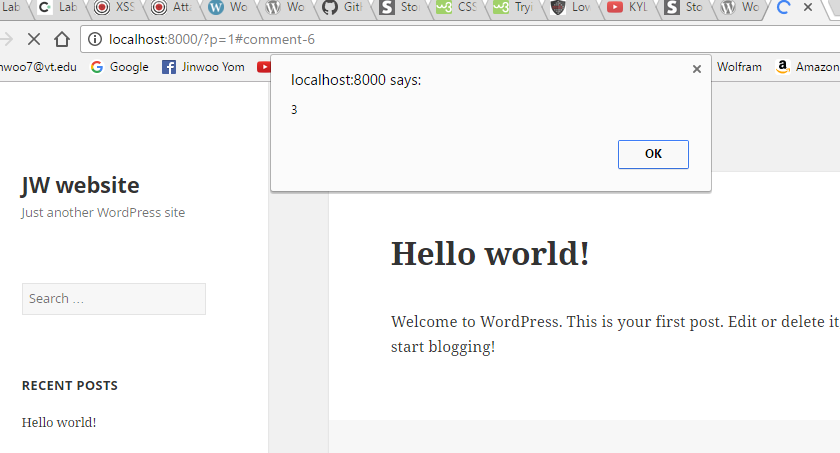 Lab Lab XSS Att Wo Wo Gitl Sto CSS Tryi Lov KYL Sto Wo
localhost:8000/?p=1#comment-6
nwoo7@vt.edu Google Jinwoo Yom Wolfram Amazon
localhost:8000 says:
3
OK
JW website
Just another WordPress site
Search …
RECENT POSTS
Hello world!
Hello world!
Welcome to WordPress. This is your first post. Edit or delete it
start blogging!